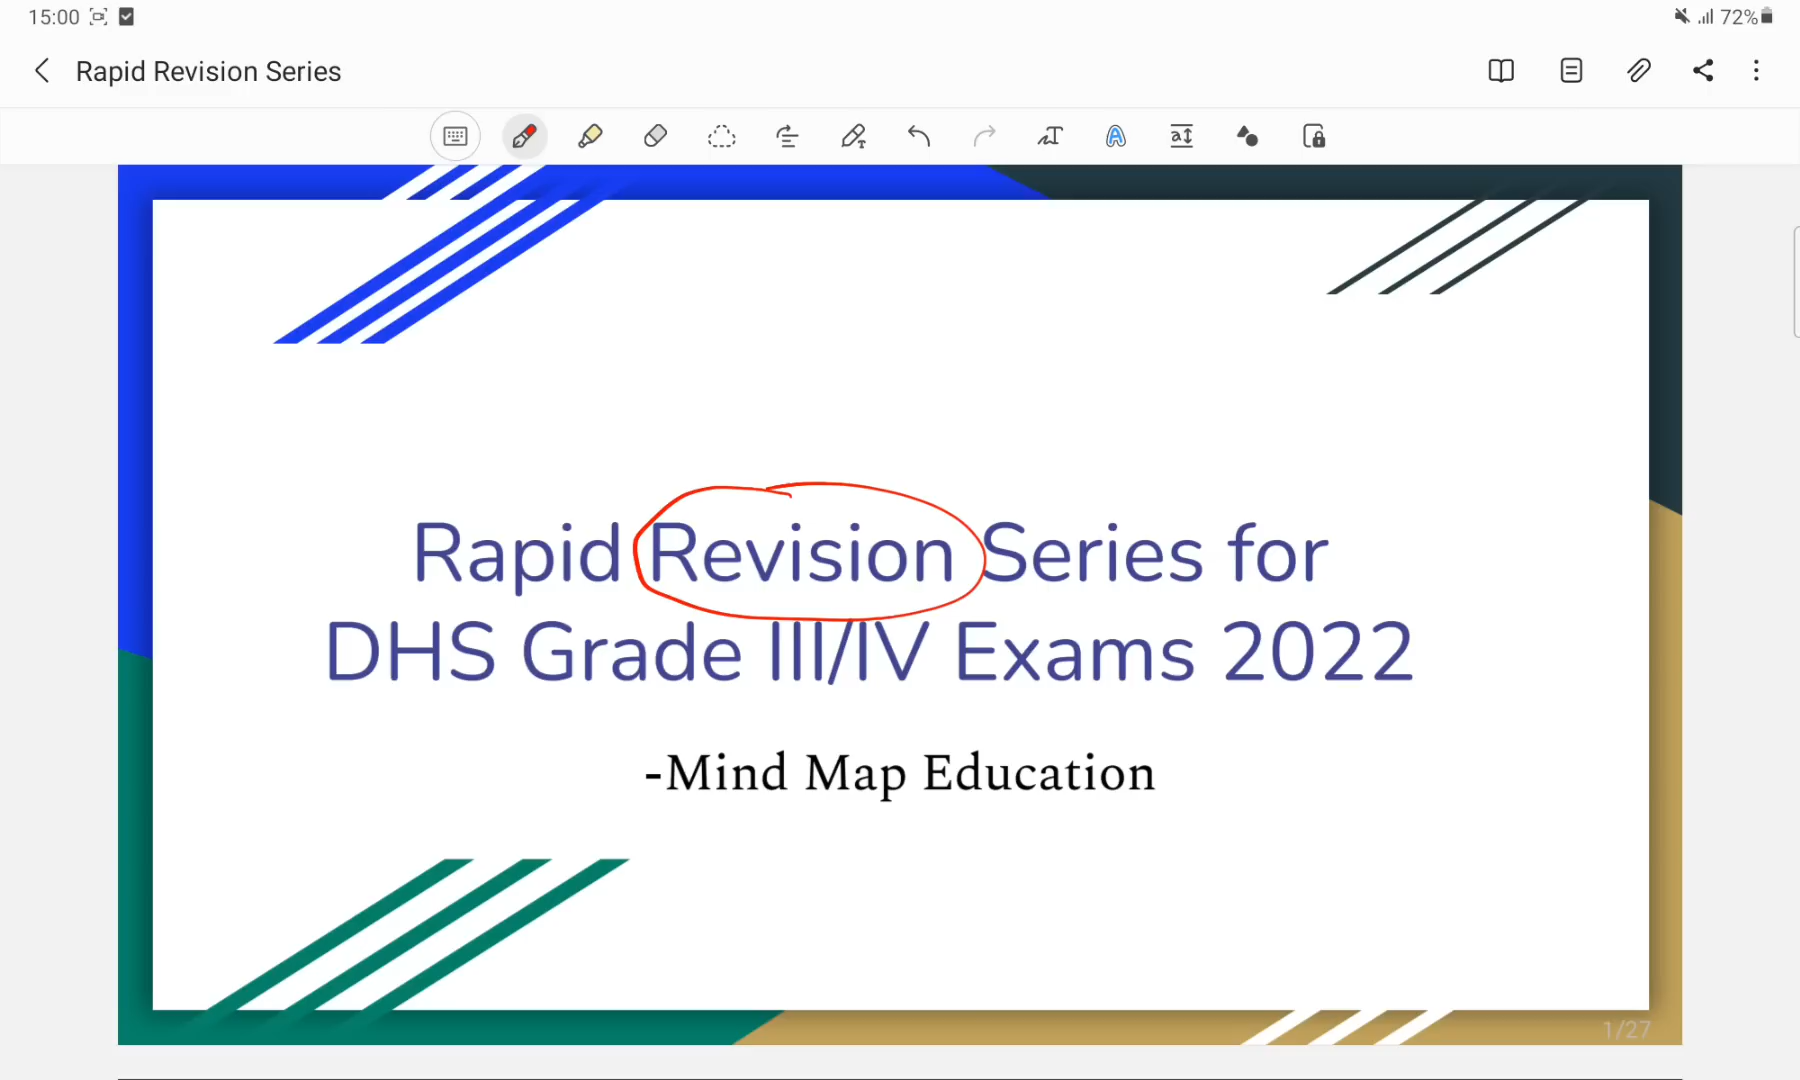 15:00
72%
Rapid Revision Series
Rapid Revision Series for
DHS Grade III/IV Exams 2022
-Mind Map Education
1/27